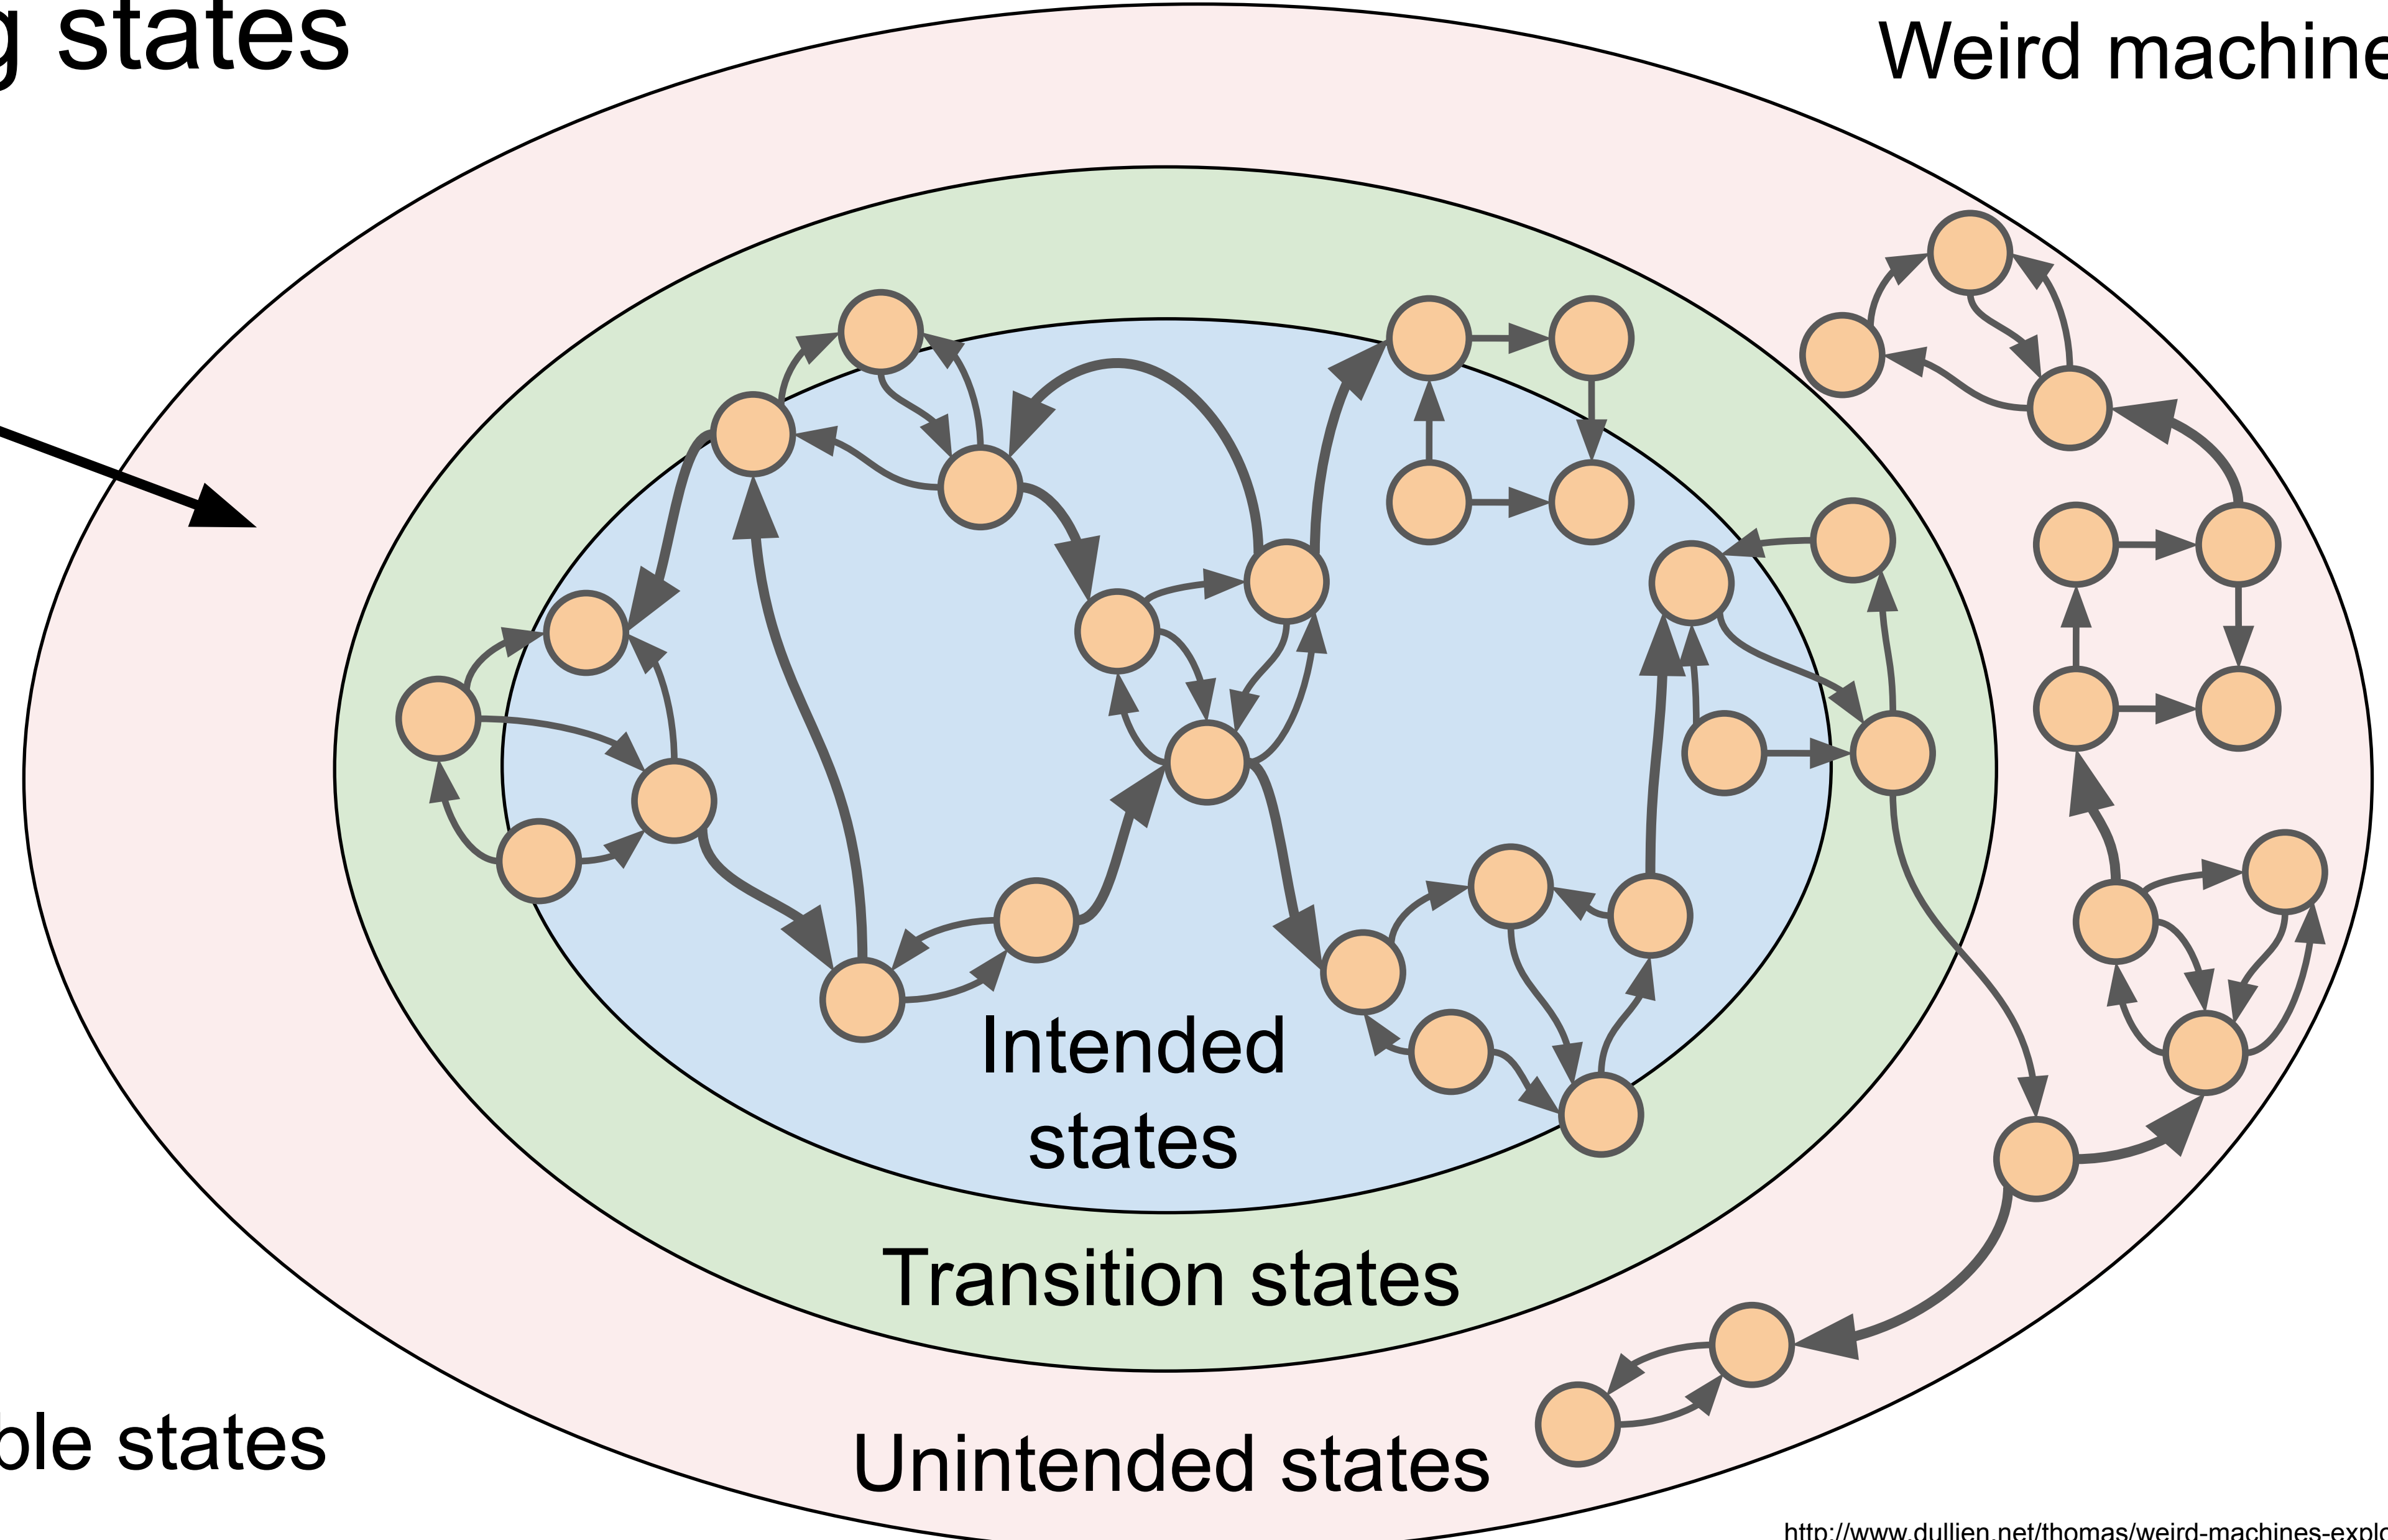 g states
Weird machine
Intended
states
Transition states
ble states
Unintended states
http://www.dullien.net/thomas/weird-machines-explo